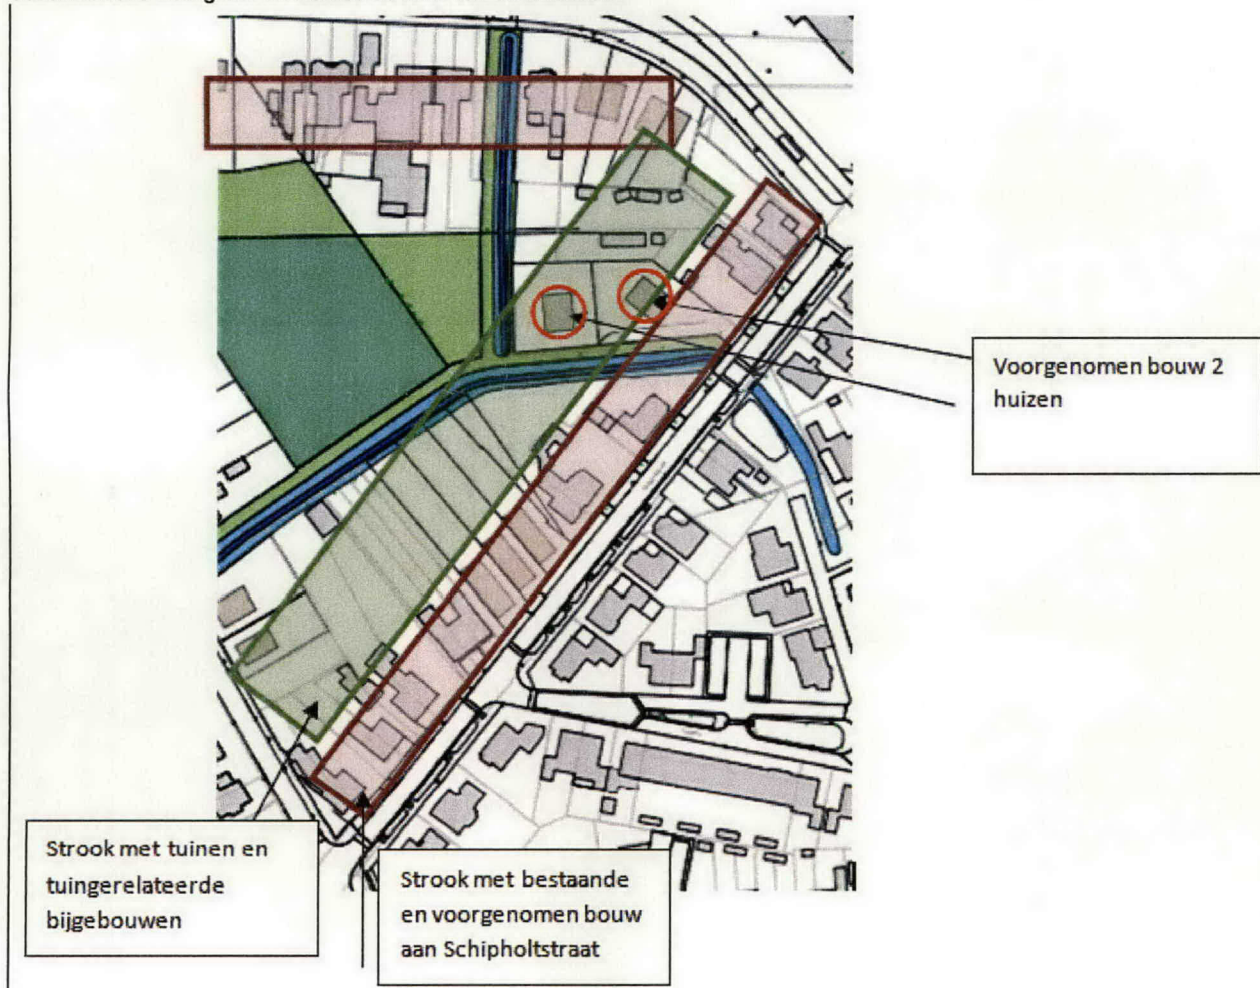 Voorgenomen bouw 2
huizen
Strook met tuinen en
tuingerelateerde
bijgebouwen
Strook met bestaande
en voorgenomen bouw
aan Schipholtstraat